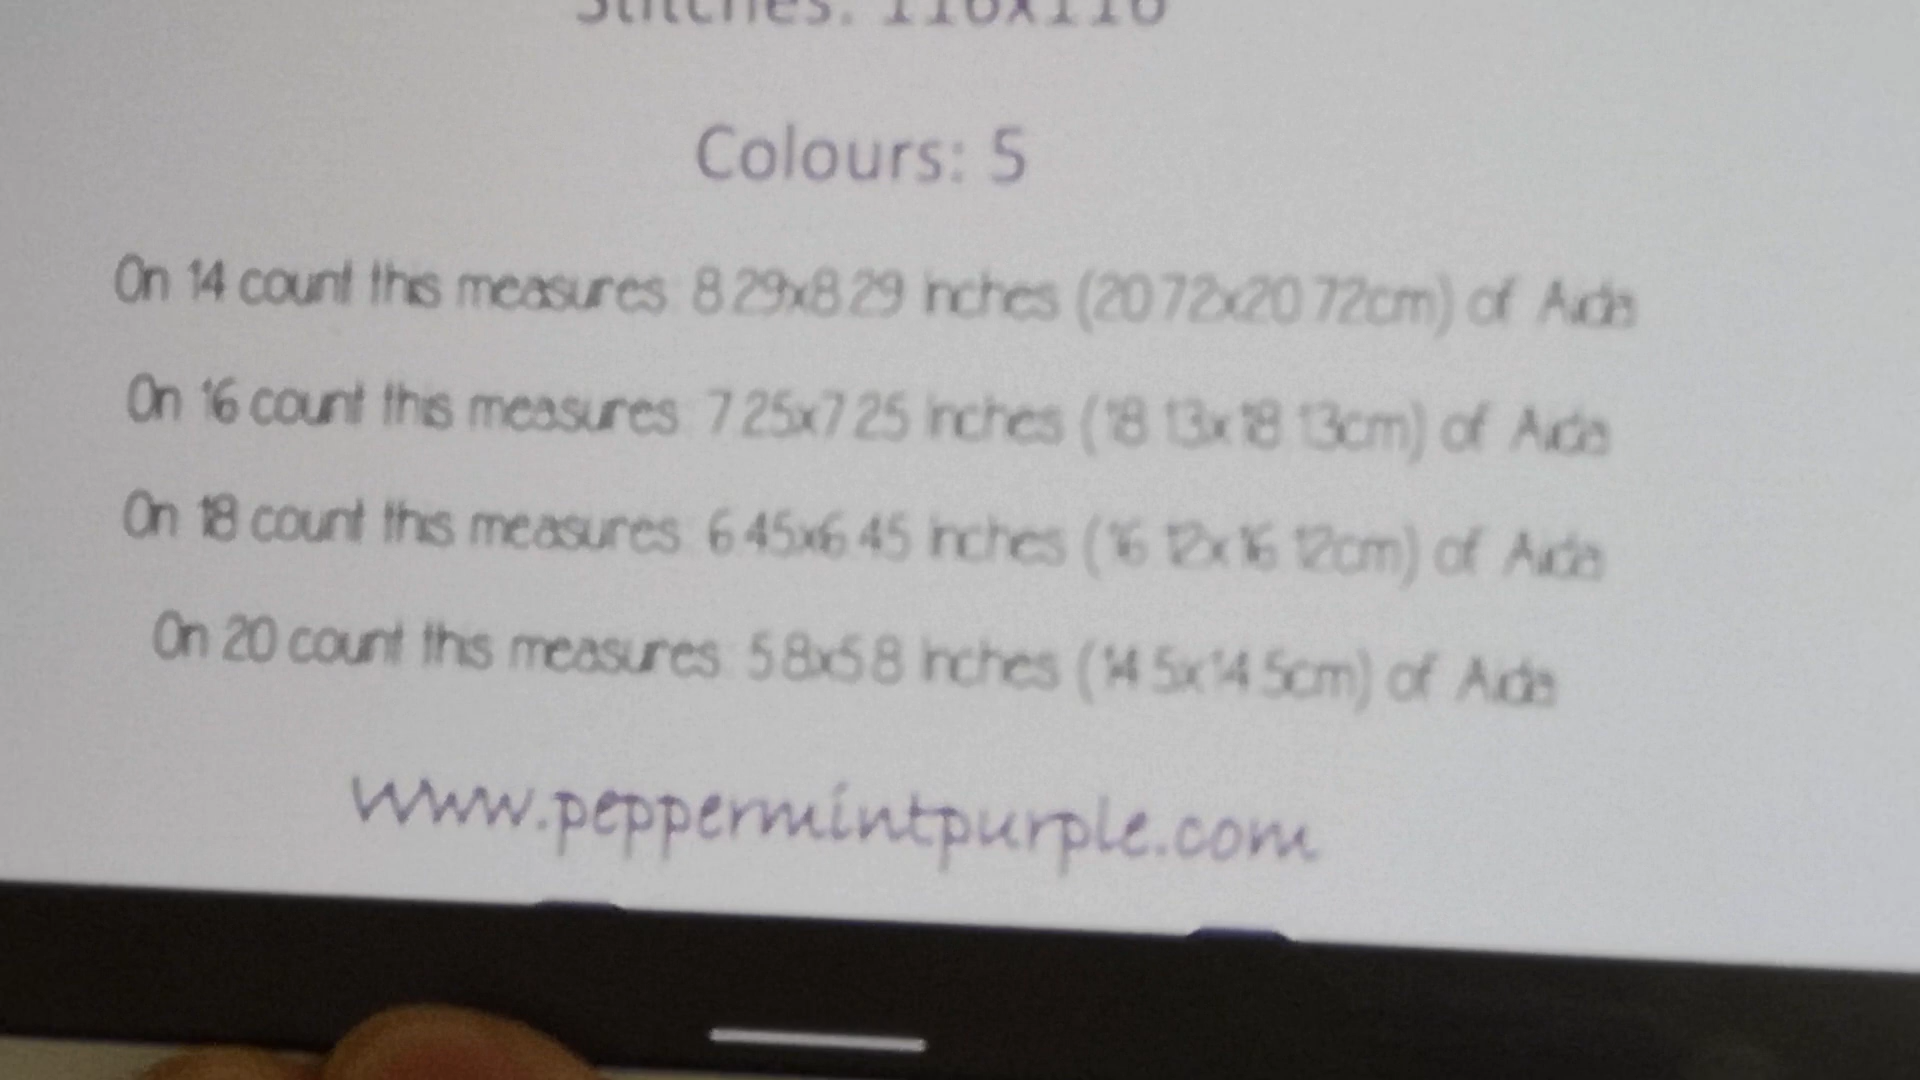 Stitches: 116x116
Colours: 5
On 14 count this measures: 8.29x8.29 inches (20.72x20.72cm) of Aida
On 16 count this measures: 7.25x7.25 inches (18.13x18.13cm) of Aida
On 18 count this measures: 6.45x6.45 inches (16.12x16.12cm) of Aida
On 20 count this measures: 5.8x5.8 inches (14.5x14.5cm) of Aida
www.peppermintpurple.com